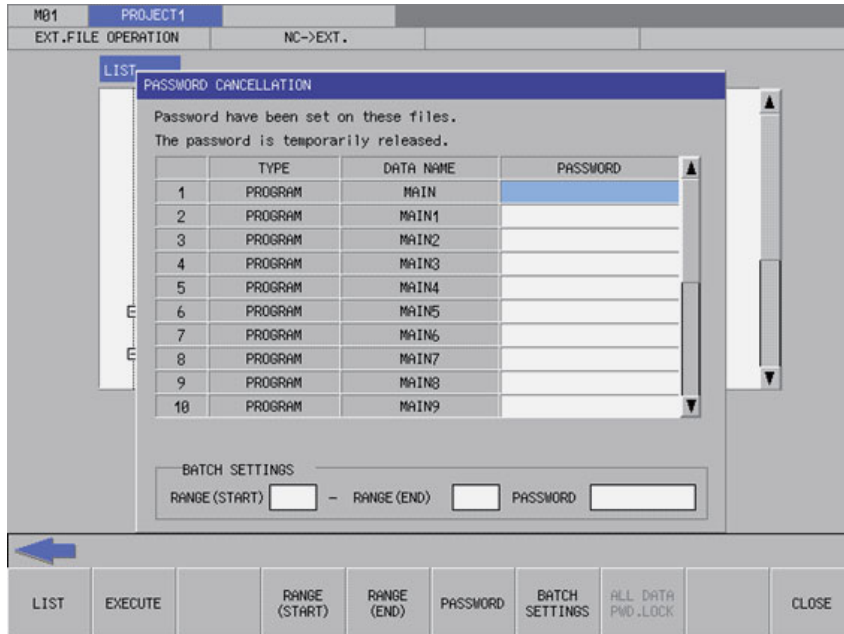 M01 PROJECT1
EXT.FILE OPERATION NC->EXT.
LIST
PASSWORD CANCELLATION
Password have been set on these files.
The password is temporarily released.
TYPE DATA NAME PASSWORD
1 PROGRAM MAIN
2 PROGRAM MAIN1
3 PROGRAM MAIN2
4 PROGRAM MAIN3
5 PROGRAM MAIN4
6 PROGRAM MAIN5
7 PROGRAM MAIN6
8 PROGRAM MAIN7
9 PROGRAM MAIN8
10 PROGRAM MAIN9
BATCH SETTINGS
RANGE(START) - RANGE(END) PASSWORD
LIST EXECUTE RANGE (START) RANGE (END) PASSWORD BATCH SETTINGS ALL DATA PWD.LOCK CLOSE